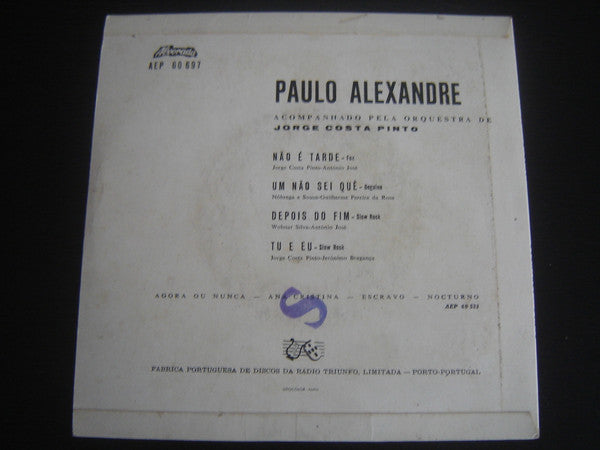 Alvorada
AEP 60 697
PAULO ALEXANDRE
ACOMPANHADO PELA ORQUESTRA DE
JORGE COSTA PINTO
NÃO É TARDE – Fox
Jorge Costa Pinto-António José
UM NÃO SEI QUÊ – Beguine
Nóbrega e Sousa-Guilherme Pereira da Rosa
DEPOIS DO FIM – Slow Rock
Webster Silva-António José
TU E EU – Slow Rock
Jorge Costa Pinto-Jerónimo Bragança
AGORA OU NUNCA — ANA CRISTINA — ESCRAVO — NOCTURNO
AEP 60 522
S
FABRICA PORTUGUESA DE DISCOS DA RÁDIO TRIUNFO, LIMITADA — PORTO-PORTUGAL